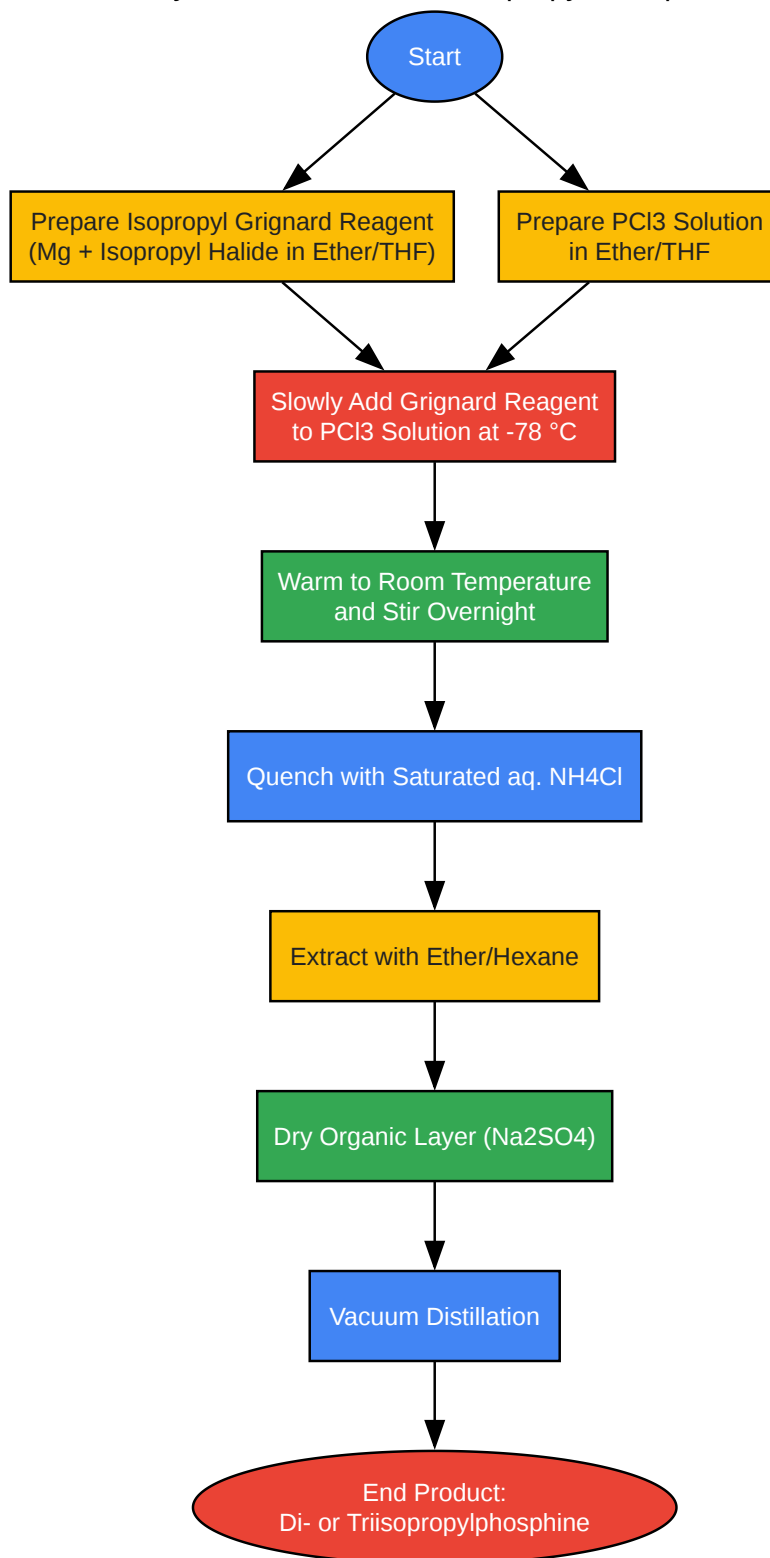 Start
Prepare Isopropyl Grignard Reagent
(Mg + Isopropyl Halide in Ether/THF)
Prepare PCl3 Solution
in Ether/THF
Slowly Add Grignard Reagent
to PCl3 Solution at -78 °C
Warm to Room Temperature
and Stir Overnight
Quench with Saturated aq. NH4Cl
Extract with Ether/Hexane
Dry Organic Layer (Na2SO4)
Vacuum Distillation
End Product:
Di- or Triisopropylphosphine